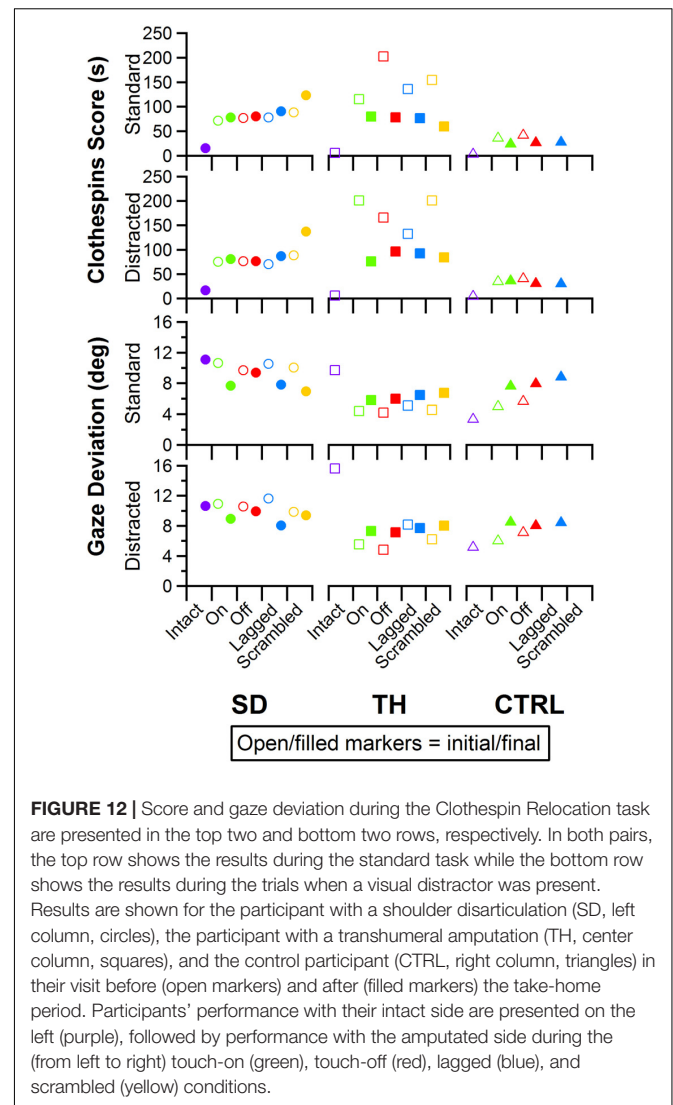 Clothespins Score (s)
Standard
250
200
150
100
50
0
Distracted
250
200
150
100
50
0
Gaze Deviation (deg)
Standard
16
12
8
4
0
Distracted
16
12
8
4
0
Intact
On
Off
Lagged
Scrambled
Intact
On
Off
Lagged
Scrambled
Intact
On
Off
Lagged
Scrambled
SD
TH
CTRL
Open/filled markers = initial/final
FIGURE 12 | Score and gaze deviation during the Clothespin Relocation task
are presented in the top two and bottom two rows, respectively. In both pairs,
the top row shows the results during the standard task while the bottom row
shows the results during the trials when a visual distractor was present.
Results are shown for the participant with a shoulder disarticulation (SD, left
column, circles), the participant with a transhumeral amputation (TH, center
column, squares), and the control participant (CTRL, right column, triangles) in
their visit before (open markers) and after (filled markers) the take-home
period. Participants' performance with their intact side are presented on the
left (purple), followed by performance with the amputated side during the
(from left to right) touch-on (green), touch-off (red), lagged (blue), and
scrambled (yellow) conditions.